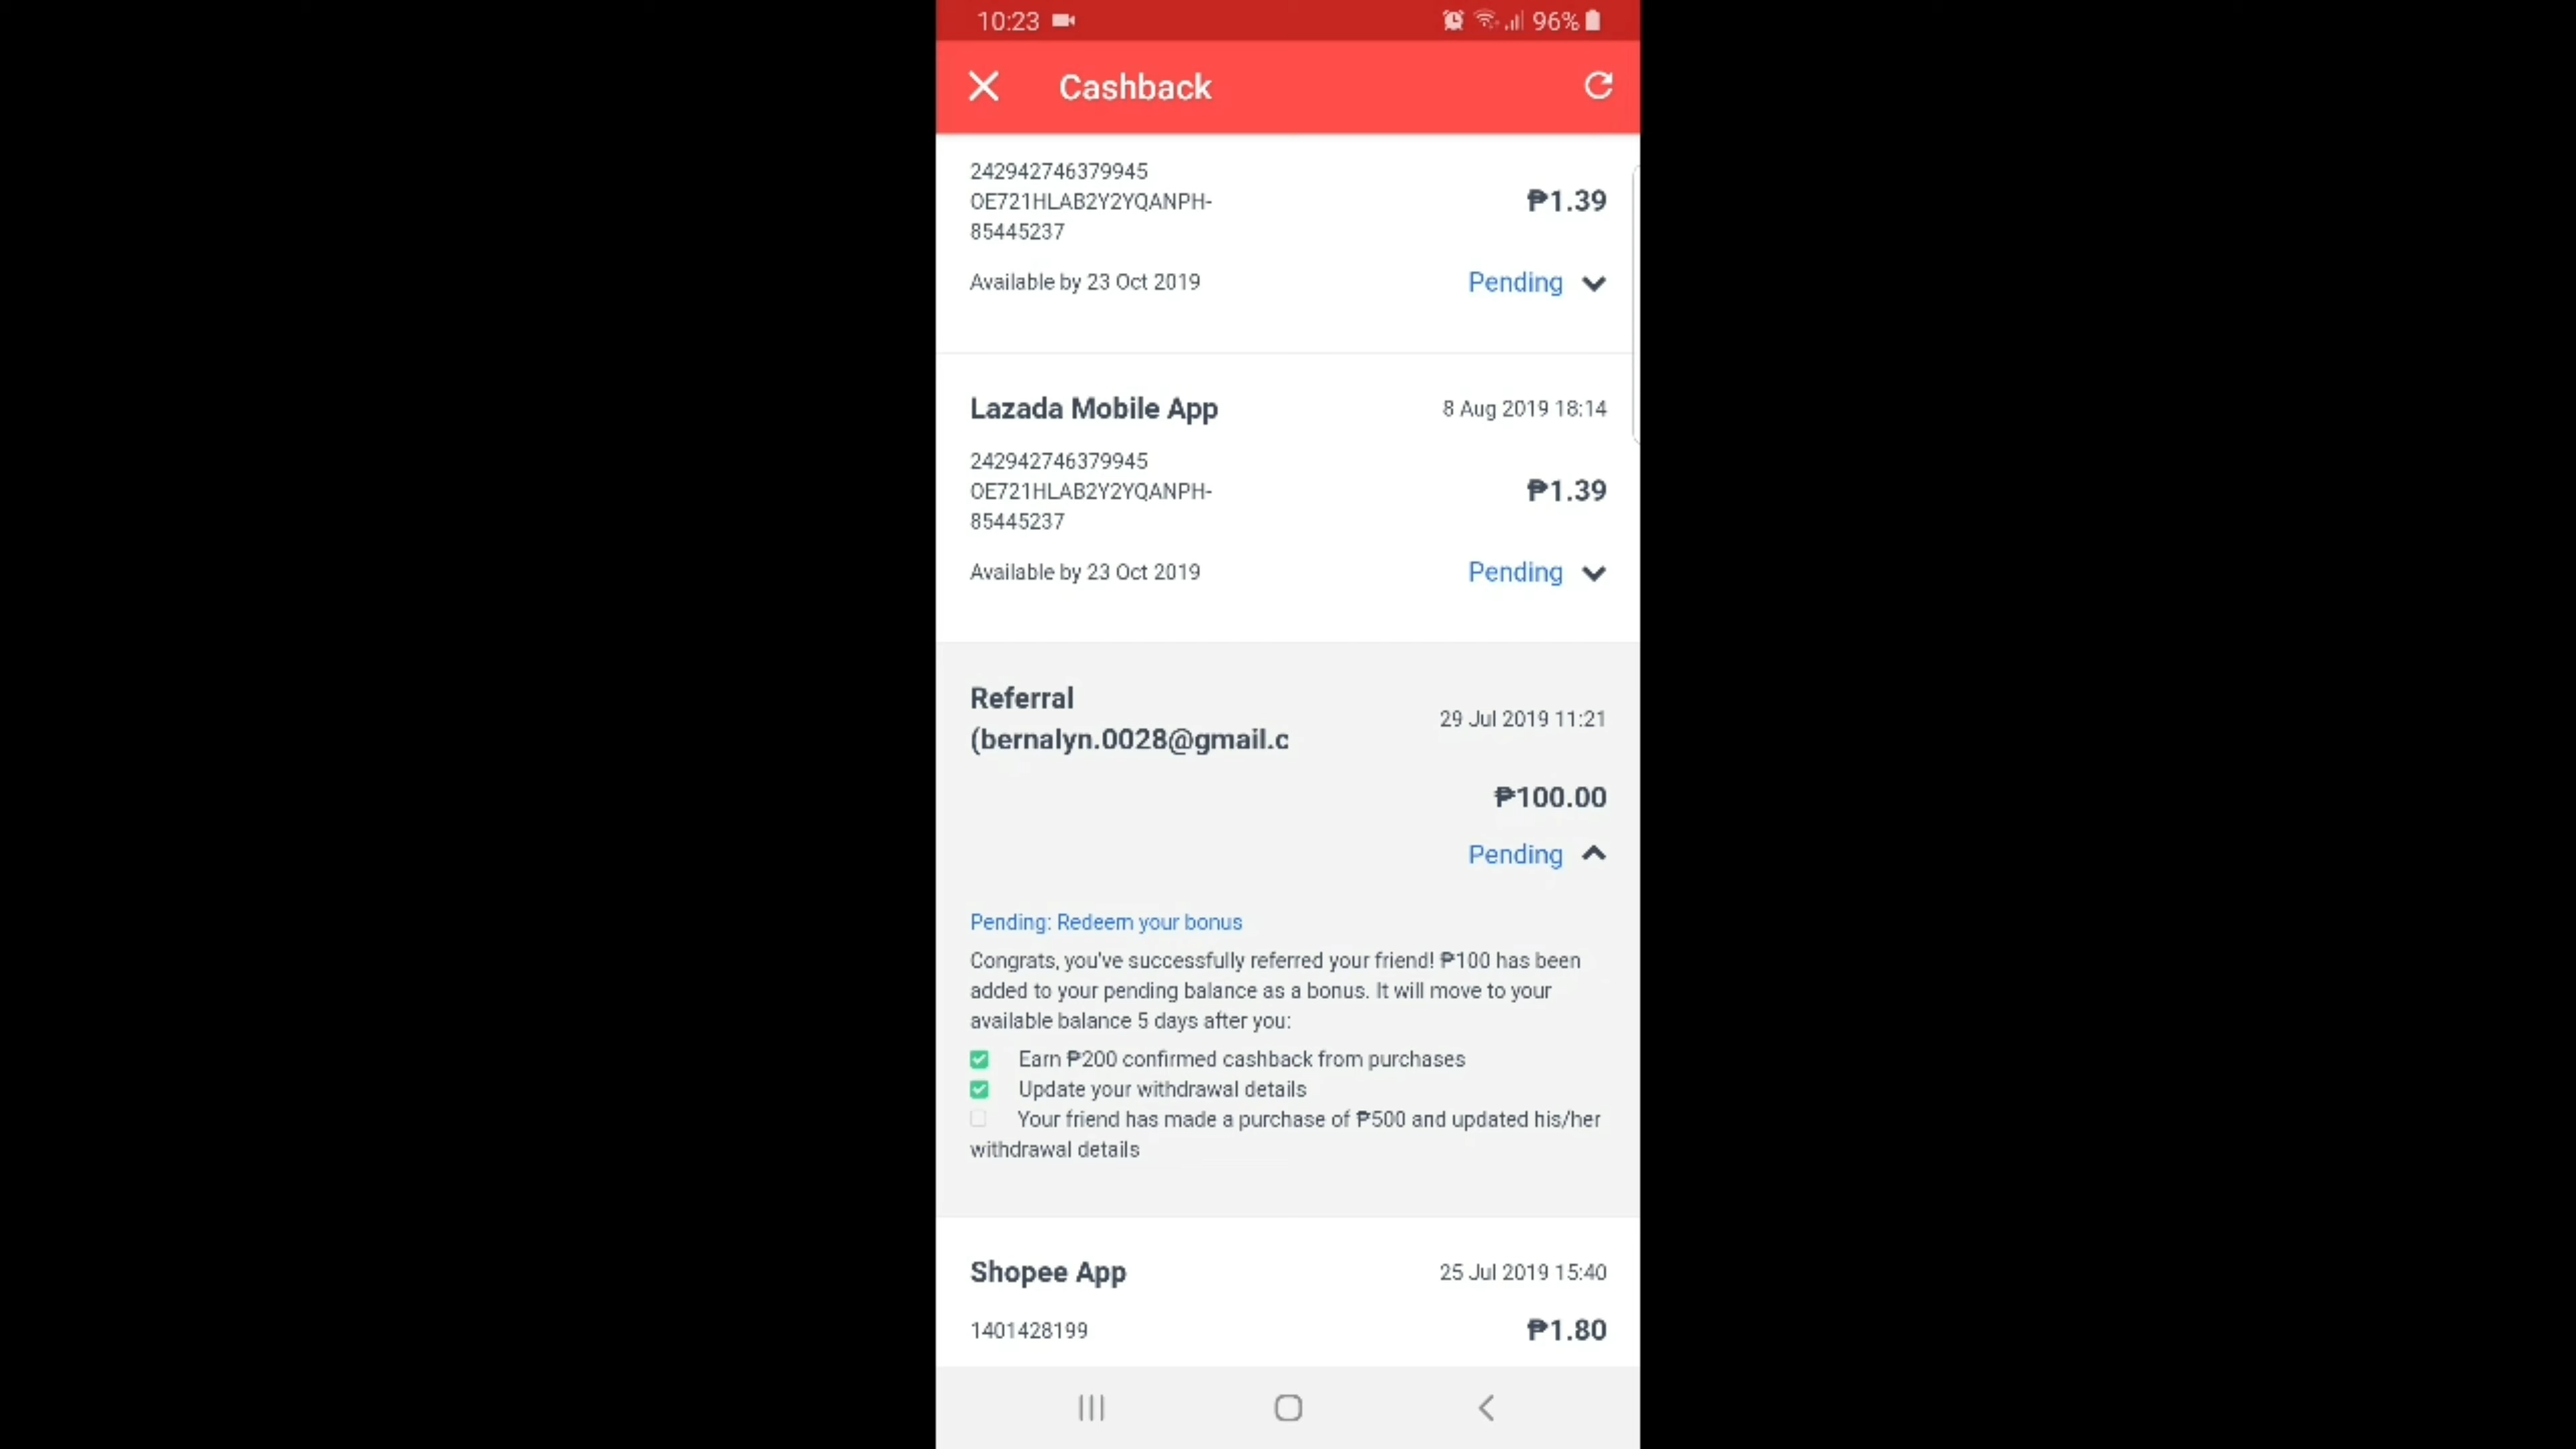 10:23
96%
Cashback
242942746379945
OE721HLAB2Y2YQANPH-
85445237
₱1.39
Available by 23 Oct 2019
Pending
Lazada Mobile App
8 Aug 2019 18:14
242942746379945
OE721HLAB2Y2YQANPH-
85445237
₱1.39
Available by 23 Oct 2019
Pending
Referral
(bernalyn.0028@gmail.c
29 Jul 2019 11:21
₱100.00
Pending
Pending: Redeem your bonus
Congrats, you've successfully referred your friend! ₱100 has been
added to your pending balance as a bonus. It will move to your
available balance 5 days after you:
Earn ₱200 confirmed cashback from purchases
Update your withdrawal details
Your friend has made a purchase of ₱500 and updated his/her
withdrawal details
Shopee App
25 Jul 2019 15:40
1401428199
₱1.80